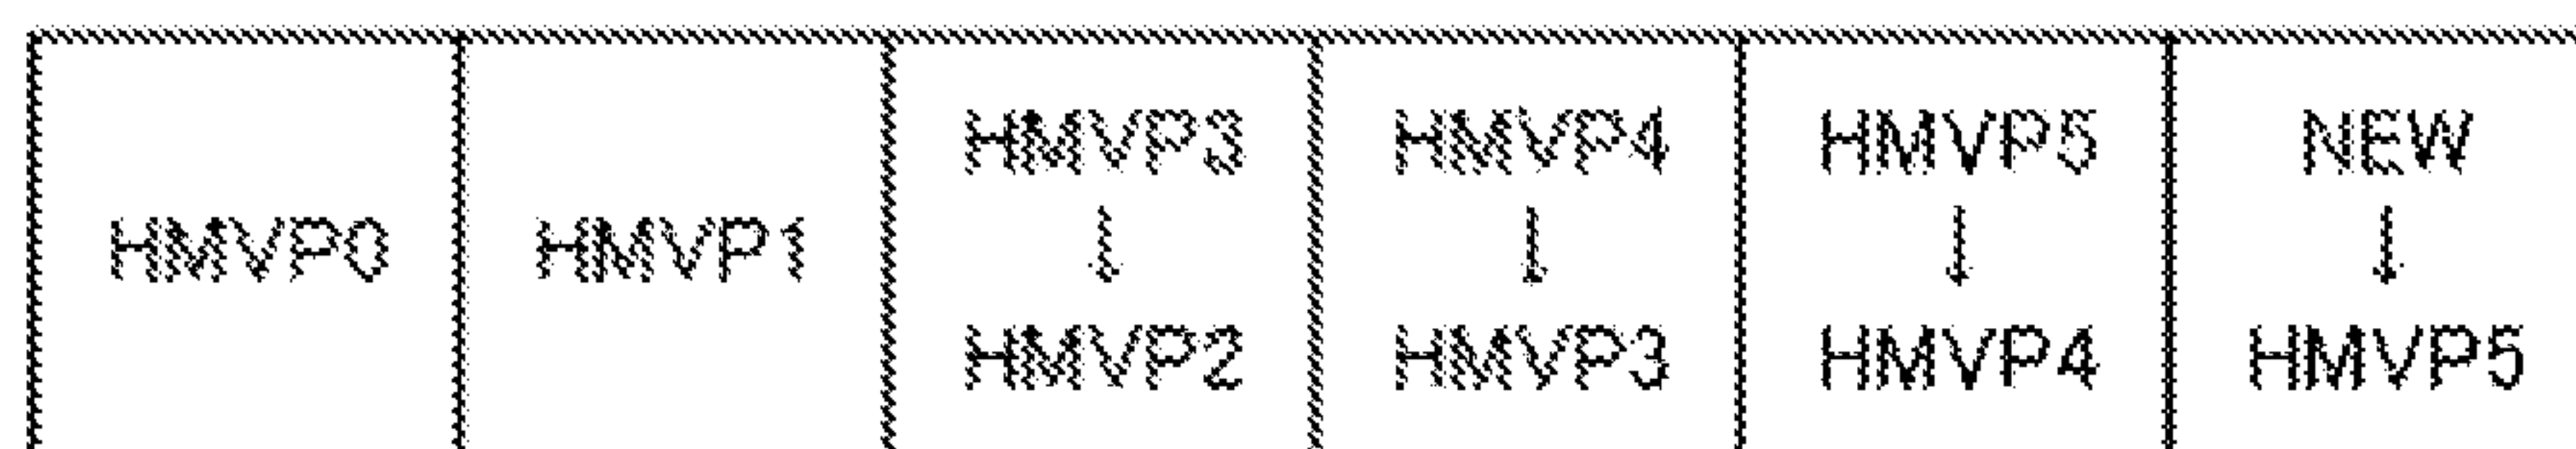 HMVP3 HMVP4 HMVP5 NEW
HMVP0 HMVP1 ↓ ↓ ↓ ↓
HMVP2 HMVP3 HMVP4 HMVP5